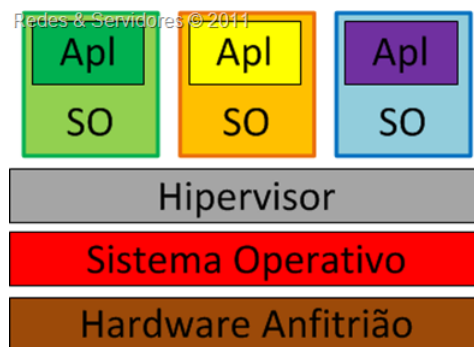 Redes & Servidores © 2011
Apl Apl Apl
SO SO SO
Hipervisor
Sistema Operativo
Hardware Anfitrião